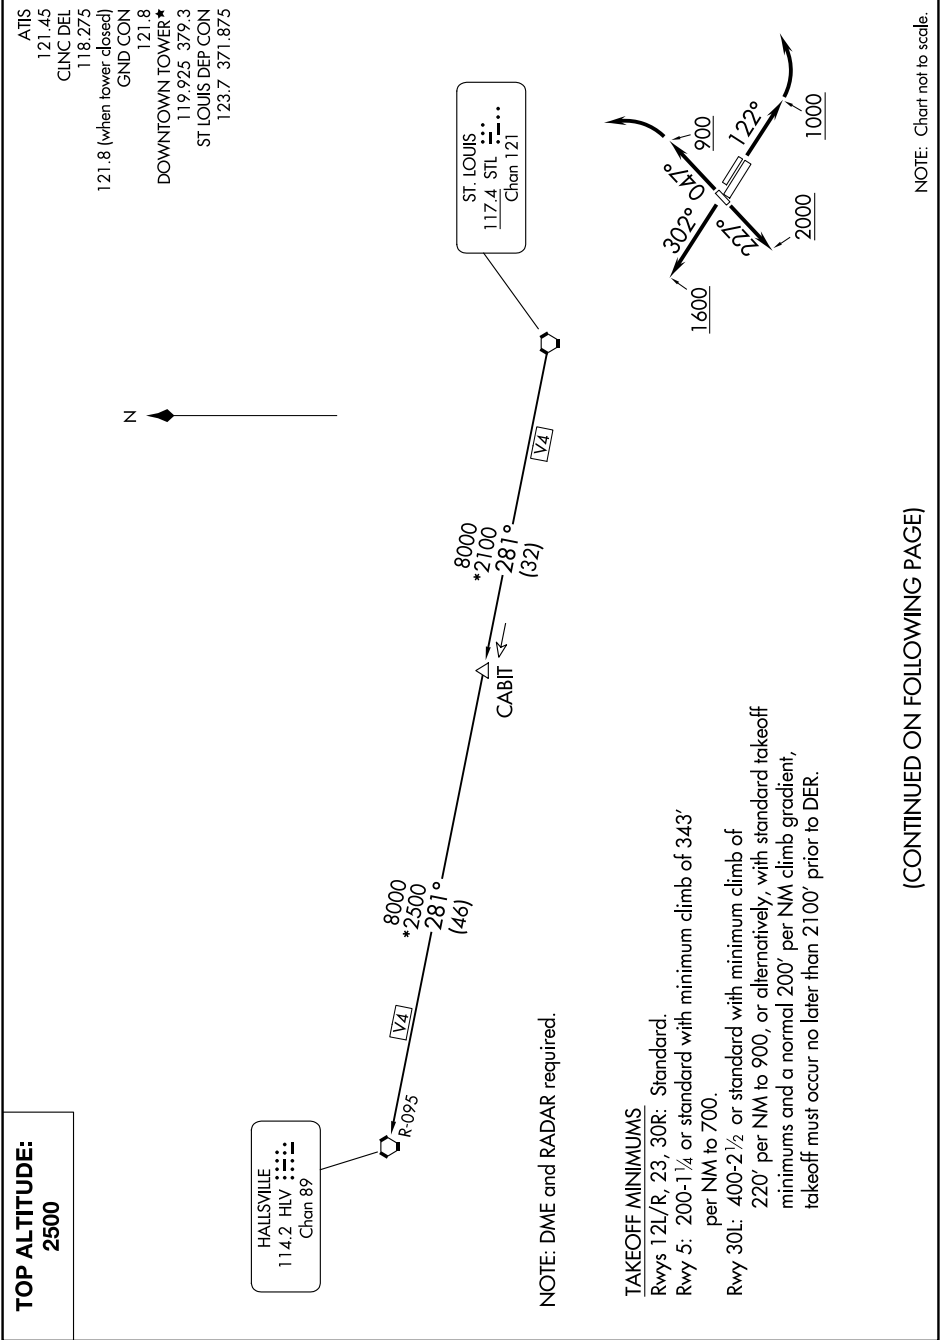 TOP ALTITUDE:
2500
ATIS
121.45
CLNC DEL
118.275
121.8 (when tower closed)
GND CON
121.8
DOWNTOWN TOWER★
119.925 379.3
ST LOUIS DEP CON
123.7 371.875
N
HALLSVILLE
114.2 HLV
Chan 89
R-095
V4
8000
*2500
281°
(46)
CABIT
8000
*2100
281°
(32)
V4
ST. LOUIS
117.4 STL
Chan 121
NOTE: DME and RADAR required.
TAKEOFF MINIMUMS
Rwys 12L/R, 23, 30R: Standard.
Rwy 5: 200-1¼ or standard with minimum climb of 343'
per NM to 700.
Rwy 30L: 400-2½ or standard with minimum climb of
220' per NM to 900, or alternatively, with standard takeoff
minimums and a normal 200' per NM climb gradient,
takeoff must occur no later than 2100' prior to DER.
1600
302°
047°
900
227°
122°
2000
1000
(CONTINUED ON FOLLOWING PAGE)
NOTE: Chart not to scale.